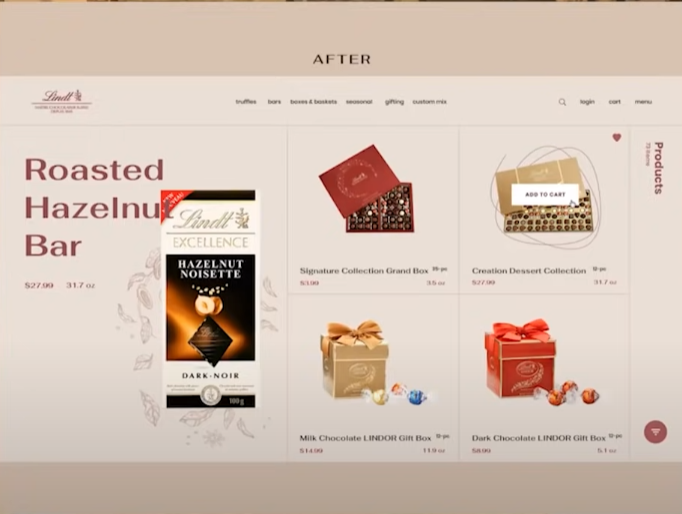 AFTER
Lindt
truffles bars boxes & baskets seasonal gifting custom mix
login cart menu
Roasted
Hazelnut
Bar
$27.99 31.7 oz
Lindt
EXCELLENCE
HAZELNUT
NOISETTE
DARK·NOIR
100g
Signature Collection Grand Box
$3.99 3.5 oz
ADD TO CART
Creation Dessert Collection 12-pc
$27.99 31.7 oz
Products
Milk Chocolate LINDOR Gift Box 12-pc
$14.99 11.9 oz
Dark Chocolate LINDOR Gift Box 12-pc
$8.99 5.1 oz